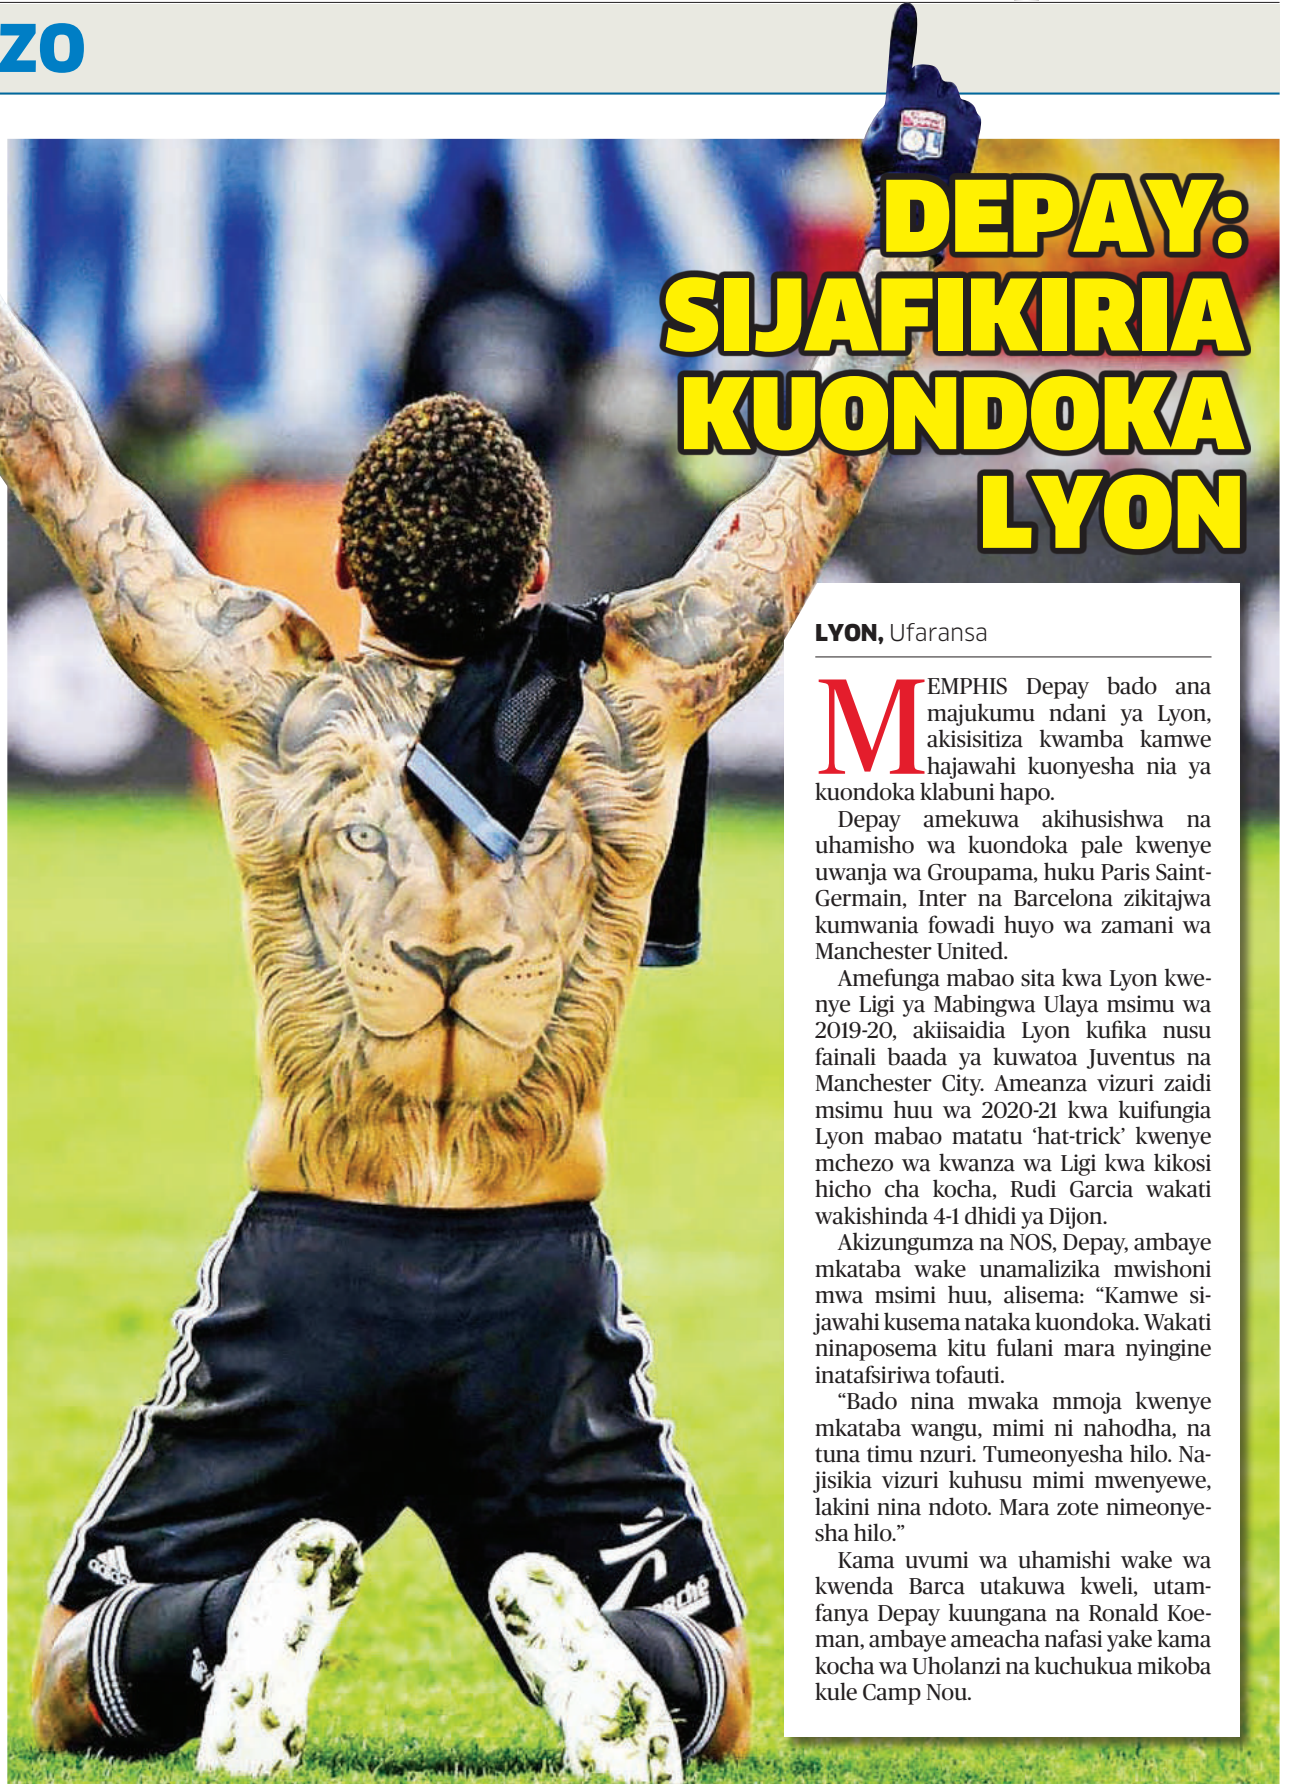 ZO
OL
DEPAY:
SIJAFIKIRIA
KUONDOKA
LYON
LYON, Ufaransa
MEMPHIS Depay bado ana
majukumu ndani ya Lyon,
akisisitiza kwamba kamwe
hajawahi kuonyesha nia ya
kuondoka klabuni hapo.
Depay amekuwa akihusishwa na
uhamisho wa kuondoka pale kwenye
uwanja wa Groupama, huku Paris Saint-
Germain, Inter na Barcelona zikitajwa
kumwania fowadi huyo wa zamani wa
Manchester United.
Amefunga mabao sita kwa Lyon kwe-
nye Ligi ya Mabingwa Ulaya msimu wa
2019-20, akiisaidia Lyon kufika nusu
fainali baada ya kuwatoa Juventus na
Manchester City. Ameanza vizuri zaidi
msimu huu wa 2020-21 kwa kuifungia
Lyon mabao matatu ‘hat-trick’ kwenye
mchezo wa kwanza wa Ligi kwa kikosi
hicho cha kocha, Rudi Garcia wakati
wakishinda 4-1 dhidi ya Dijon.
Akizungumza na NOS, Depay, ambaye
mkataba wake unamalizika mwishoni
mwa msimi huu, alisema: “Kamwe si-
jawahi kusema nataka kuondoka. Wakati
ninaposema kitu fulani mara nyingine
inatafsiriwa tofauti.
“Bado nina mwaka mmoja kwenye
mkataba wangu, mimi ni nahodha, na
tuna timu nzuri. Tumeonyesha hilo. Na-
jisikia vizuri kuhusu mimi mwenyewe,
lakini nina ndoto. Mara zote nimeonye-
sha hilo.”
Kama uvumi wa uhamishi wake wa
kwenda Barca utakuwa kweli, utam-
fanya Depay kuungana na Ronald Koe-
man, ambaye ameacha nafasi yake kama
kocha wa Uholanzi na kuchukua mikoba
kule Camp Nou.